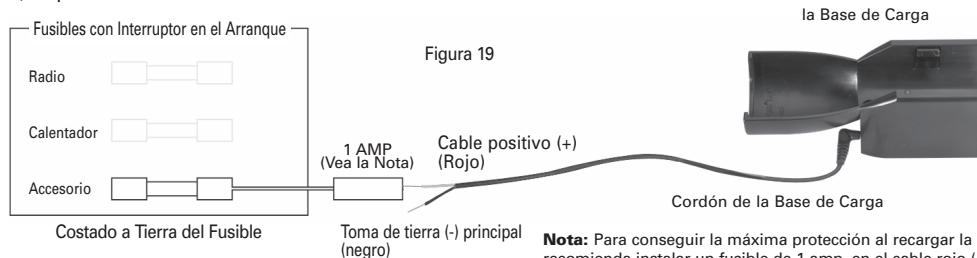 la Base de Carga
Fusibles con Interruptor en el Arranque
Figura 19
Radio
Calentador
1 AMP
(Vea la Nota)
Cable positivo (+)
(Rojo)
Accesorio
Cordón de la Base de Carga
Costado a Tierra del Fusible
Toma de tierra (-) principal
(negro)
Nota: Para conseguir la máxima protección al recargar la
recomienda instalar un fusible de 1 amp. en el cable rojo (